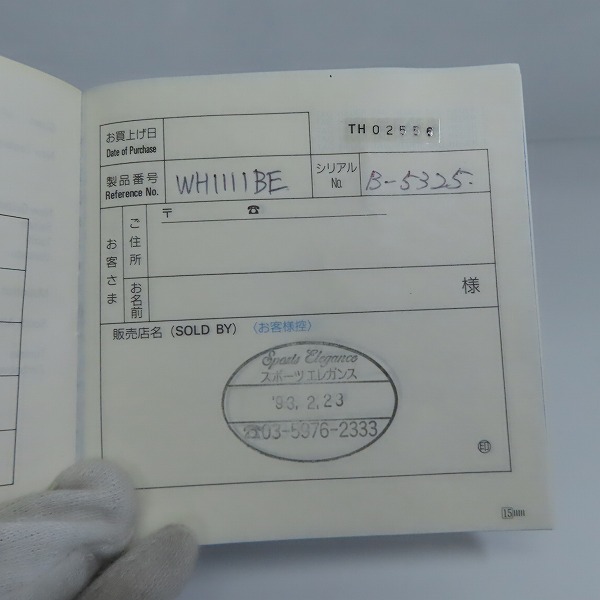 TH02556
お買上げ日
Date of Purchase
製品番号
Reference No.
WH1111BE
シリアル
No.
B-5325.
お客さま
ご住所
〒 ☎
お名前
様
販売店名（SOLD BY）〈お客様控〉
Sports Elegance
スポーツエレガンス
'93. 2. 23
☎03-5976-2333
印